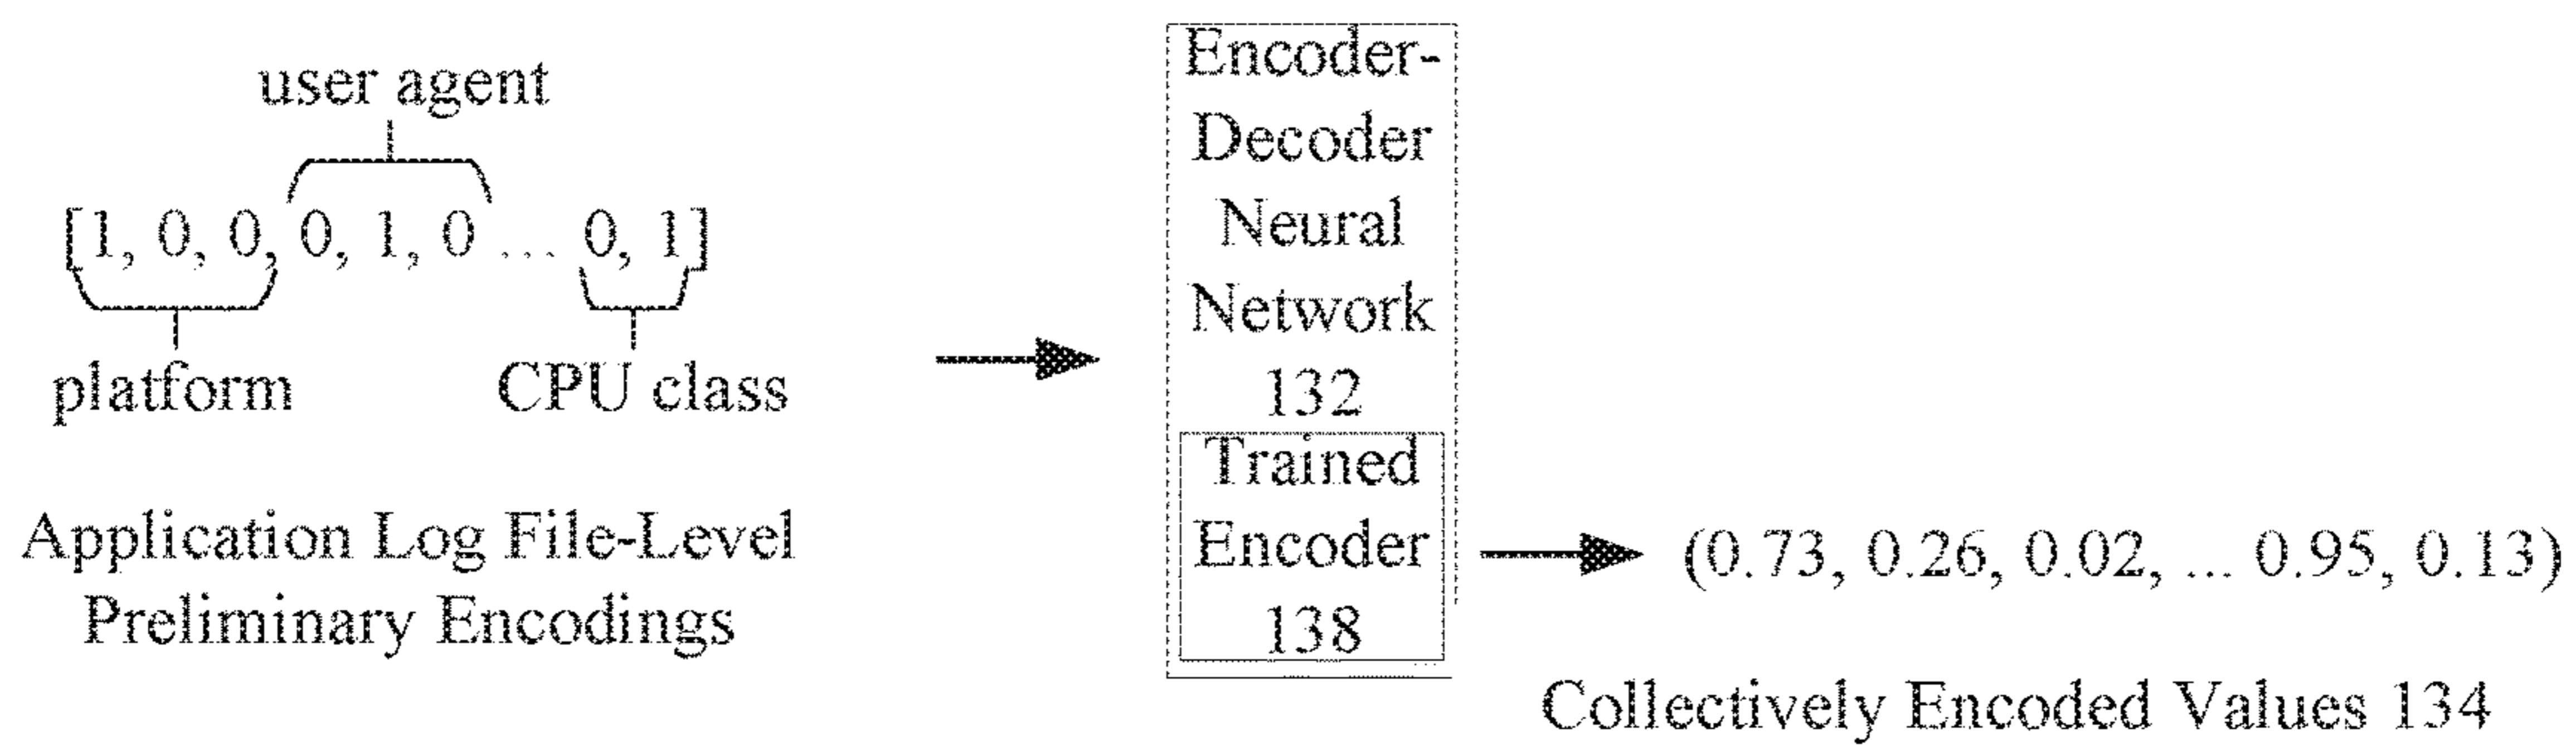 user agent
[1, 0, 0, 0, 1, 0 ... 0, 1]
platform
CPU class
Application Log File-Level
Preliminary Encodings
Encoder-
Decoder
Neural
Network
132
Trained
Encoder
138
(0.73, 0.26, 0.02, ... 0.95, 0.13)
Collectively Encoded Values 134